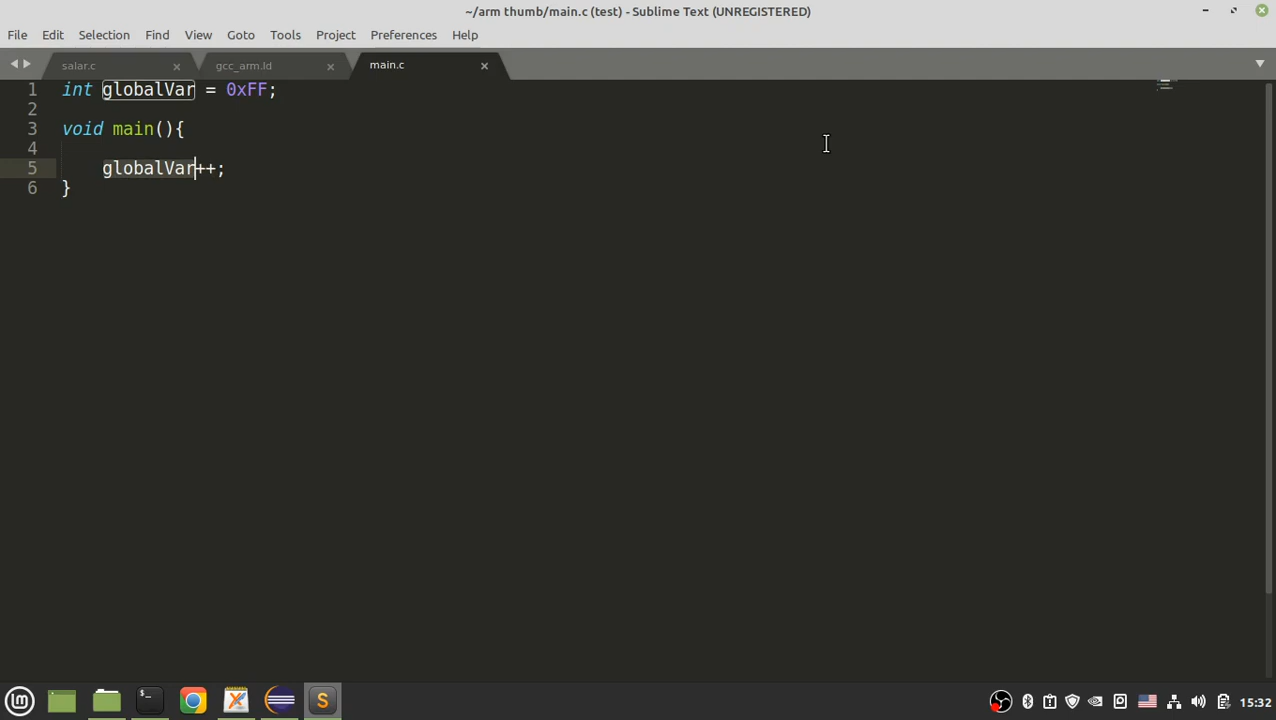 ~/arm thumb/main.c (test) - Sublime Text (UNREGISTERED)
File Edit Selection Find View Goto Tools Project Preferences Help
salar.c gcc_arm.ld main.c
1 int globalVar = 0xFF;
2
3 void main(){
4
5 globalVar++;
6 }
15:32